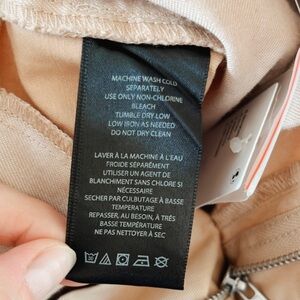 MACHINE WASH COLD
SEPARATELY
USE ONLY NON-CHLORINE
BLEACH
TUMBLE DRY LOW
LOW IRON AS NEEDED
DO NOT DRY CLEAN
LAVER À LA MACHINE À L'EAU
FROIDE SÉPARÉMENT
UTILISER UN AGENT DE
BLANCHIMENT SANS CHLORE SI
NÉCESSAIRE
SECHER PAR CULBUTAGE À BASSE
TEMPÉRATURE
REPASSER, AU BESOIN, À TRÈS
BASSE TEMPÉRATURE
NE PAS NETTOYER À SEC